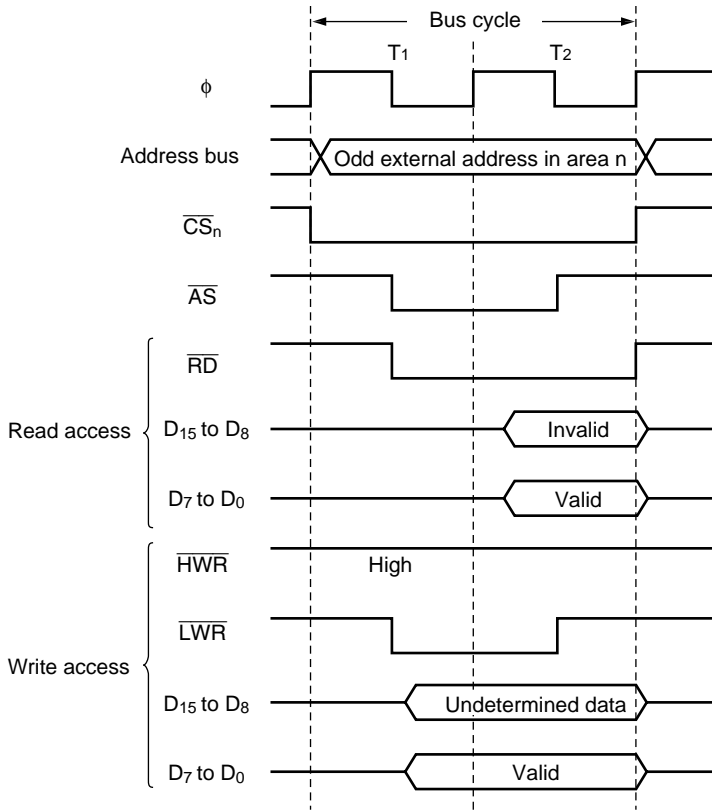 Bus cycle
T1 T2
ϕ
Address bus Odd external address in area n
CSn
AS
RD
Read access D15 to D8 Invalid
D7 to D0 Valid
HWR High
LWR
Write access D15 to D8 Undetermined data
D7 to D0 Valid